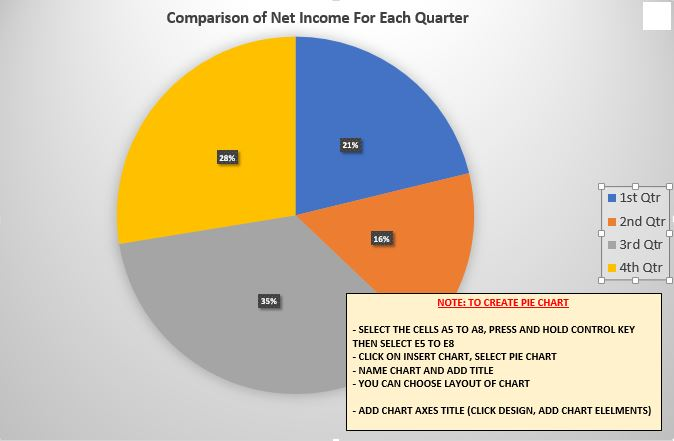 Comparison of Net Income For Each Quarter
21%
28%
16%
35%
1st Qtr
2nd Qtr
3rd Qtr
4th Qtr
NOTE: TO CREATE PIE CHART
- SELECT THE CELLS A5 TO A8, PRESS AND HOLD CONTROL KEY
THEN SELECT E5 TO E8
- CLICK ON INSERT CHART, SELECT PIE CHART
- NAME CHART AND ADD TITLE
- YOU CAN CHOOSE LAYOUT OF CHART
- ADD CHART AXES TITLE (CLICK DESIGN, ADD CHART ELELMENTS)